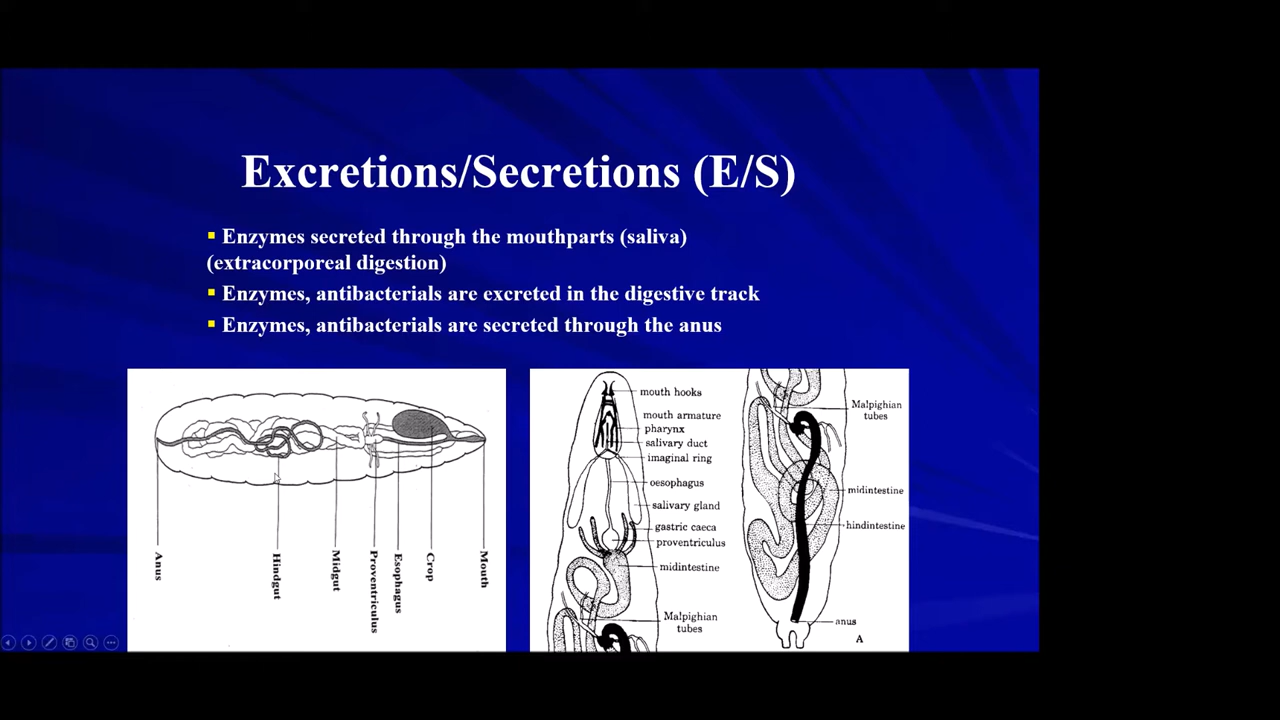 Excretions/Secretions (E/S)
▪ Enzymes secreted through the mouthparts (saliva)
(extracorporeal digestion)
▪ Enzymes, antibacterials are excreted in the digestive track
▪ Enzymes, antibacterials are secreted through the anus
Anus
Hindgut
Midgut
Proventriculus
Esophagus
Crop
Mouth
mouth hooks
mouth armature
pharynx
salivary duct
imaginal ring
oesophagus
salivary gland
gastric caeca
proventriculus
midintestine
Malpighian
tubes
Malpighian
tubes
midintestine
hindintestine
anus
A